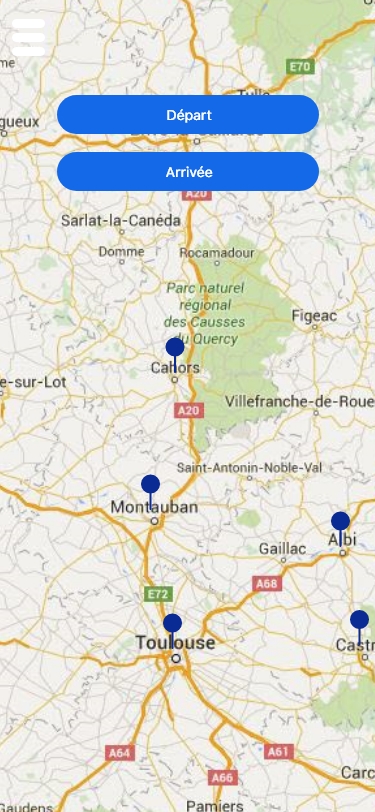 E70
Tulle
gueux
Départ
Brive-la-Gaillarde
Arrivée
A20
Sarlat-la-Canéda
Domme
Rocamadour
Parc naturel
régional
des Causses
du Quercy
Figeac
Cahors
e-sur-Lot
A20
Villefranche-de-Roue
Saint-Antonin-Noble-Val
Montauban
Albi
Gaillac
A68
E72
Toulouse
Castr
A64
A61
A66
Carc
Gaudens
Pamiers